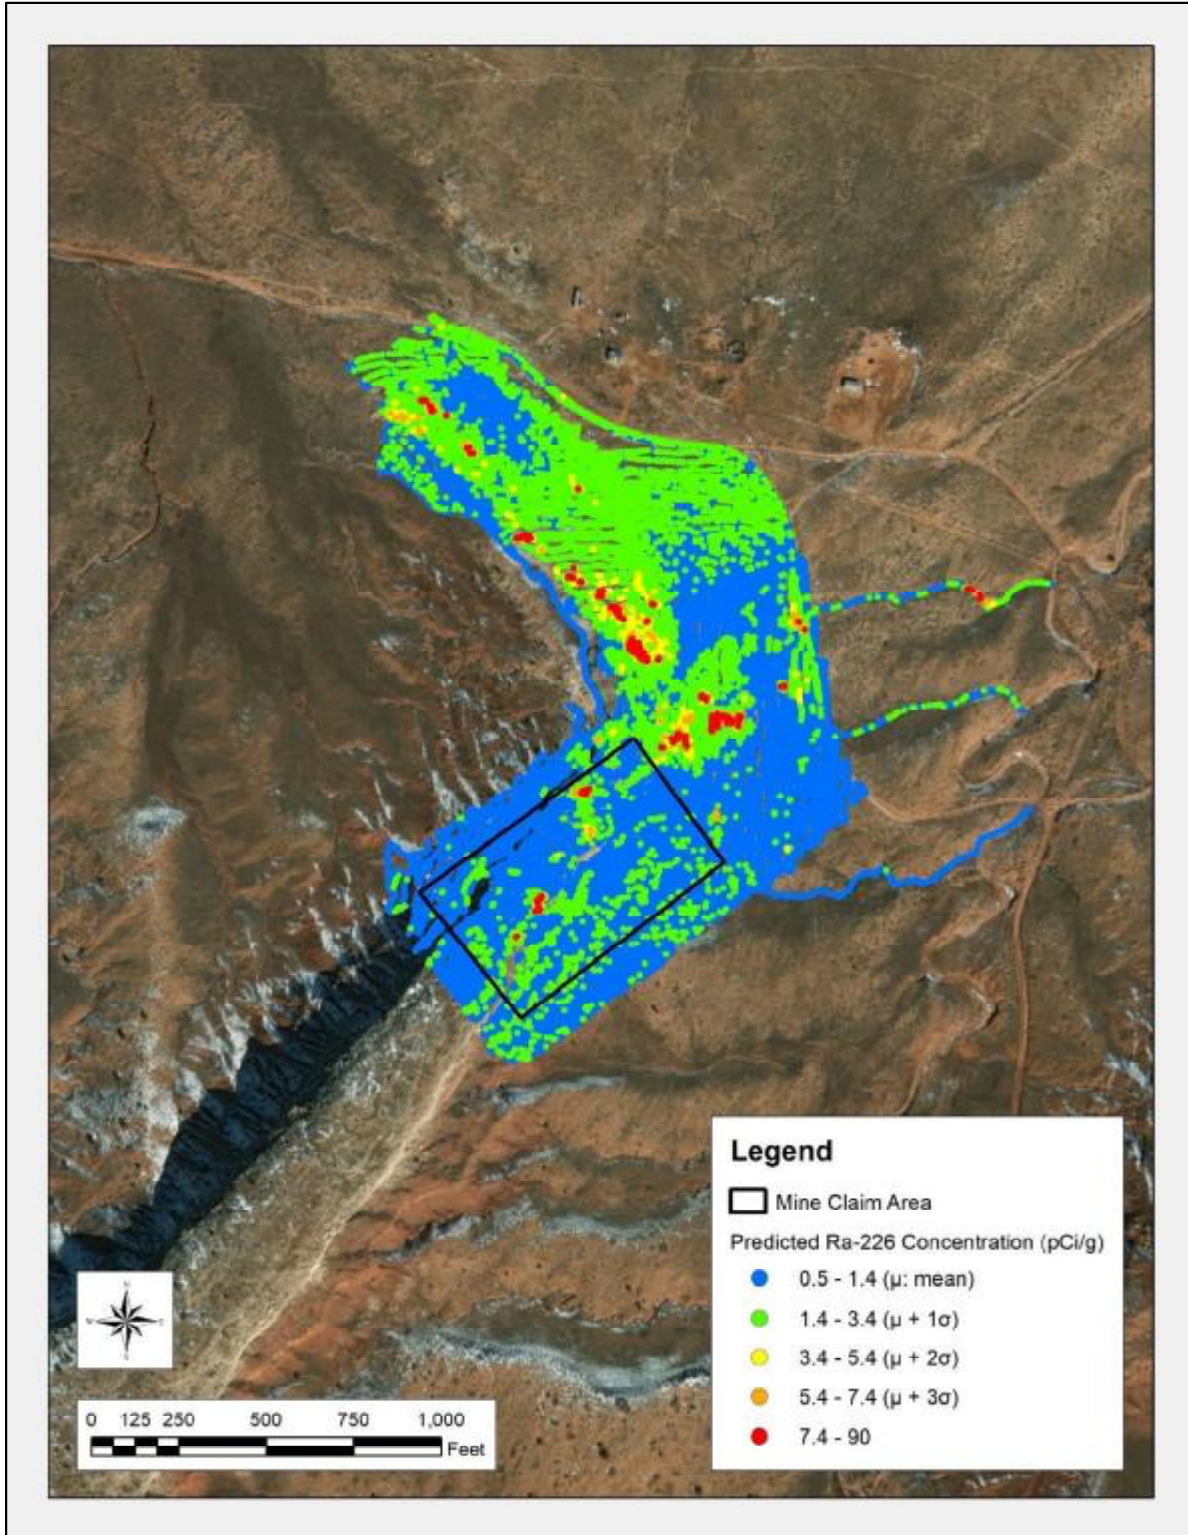 Legend
Mine Claim Area
Predicted Ra-226 Concentration (pCi/g)
0.5 - 1.4 (μ: mean)
1.4 - 3.4 (μ + 1σ)
3.4 - 5.4 (μ + 2σ)
5.4 - 7.4 (μ + 3σ)
7.4 - 90
N
W E
S
0 125 250 500 750 1,000
Feet